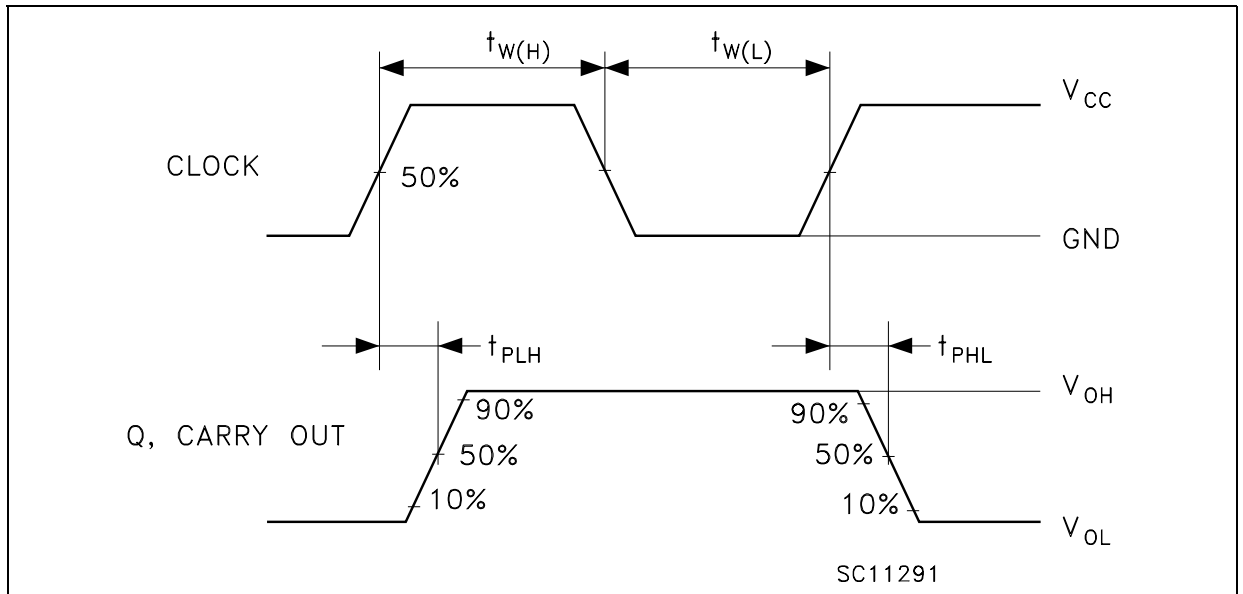 tW(H)
tW(L)
VCC
CLOCK
50%
GND
tPLH
tPHL
VOH
90%
90%
Q, CARRY OUT
50%
50%
10%
10%
VOL
SC11291